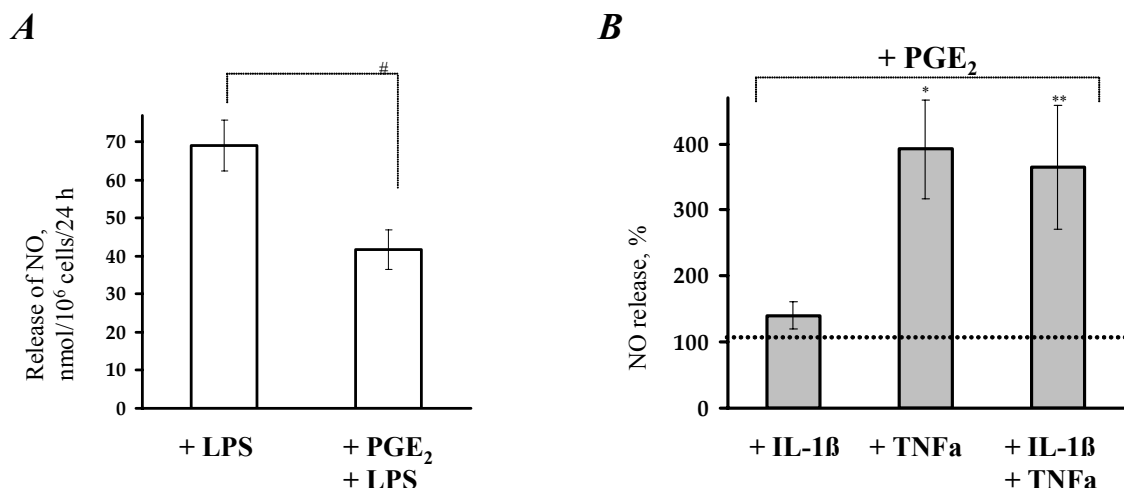 A
#
Release of NO,
nmol/10⁶ cells/24 h
70
60
50
40
30
20
10
0
+ LPS
+ PGE₂
+ LPS
B
+ PGE₂
*
**
NO release, %
400
300
200
100
0
+ IL-1ß
+ TNFa
+ IL-1ß
+ TNFa